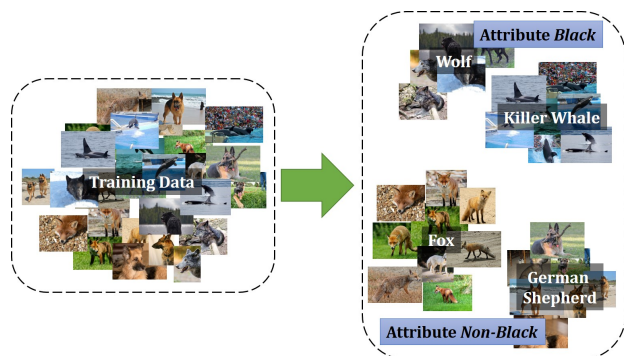 Attribute Black
Wolf
Killer Whale
Training Data
Fox
German
Shepherd
Attribute Non-Black